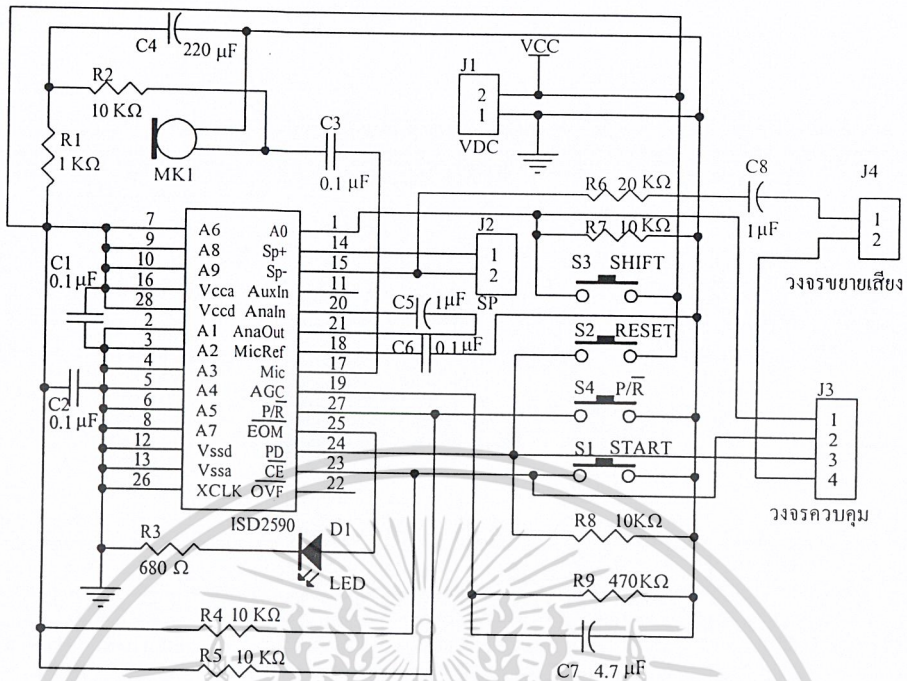 C4
220 µF
R2
10 KΩ
R1
1 KΩ
MK1
C3
0.1 µF
VCC
J1
2
1
VDC
R6 20 KΩ
C8
1µF
J4
1
2
วงจรขยายเสียง
R7 10 KΩ
S3 SHIFT
S2 RESET
S4 P/R̅
S1 START
J2
1
2
SP
C5 1µF
C6 0.1 µF
C1
0.1 µF
C2
0.1 µF
7 A6 A0 1
9 A8 Sp+ 14
10 A9 Sp- 15
16 Vcca AuxIn 11
28 Vccd AnaIn 20
2 A1 AnaOut 21
3 A2 MicRef 18
4 A3 Mic 17
5 A4 AGC 19
6 A5 P/R̅ 27
8 A7 E̅O̅M̅ 25
12 Vssd PD 24
13 Vssa C̅E̅ 23
26 XCLK O̅V̅F̅ 22
ISD2590
J3
1
2
3
4
วงจรควบคุม
R3
680 Ω
D1
LED
R8 10KΩ
R9 470KΩ
R4 10 KΩ
R5 10 KΩ
C7 4.7 µF